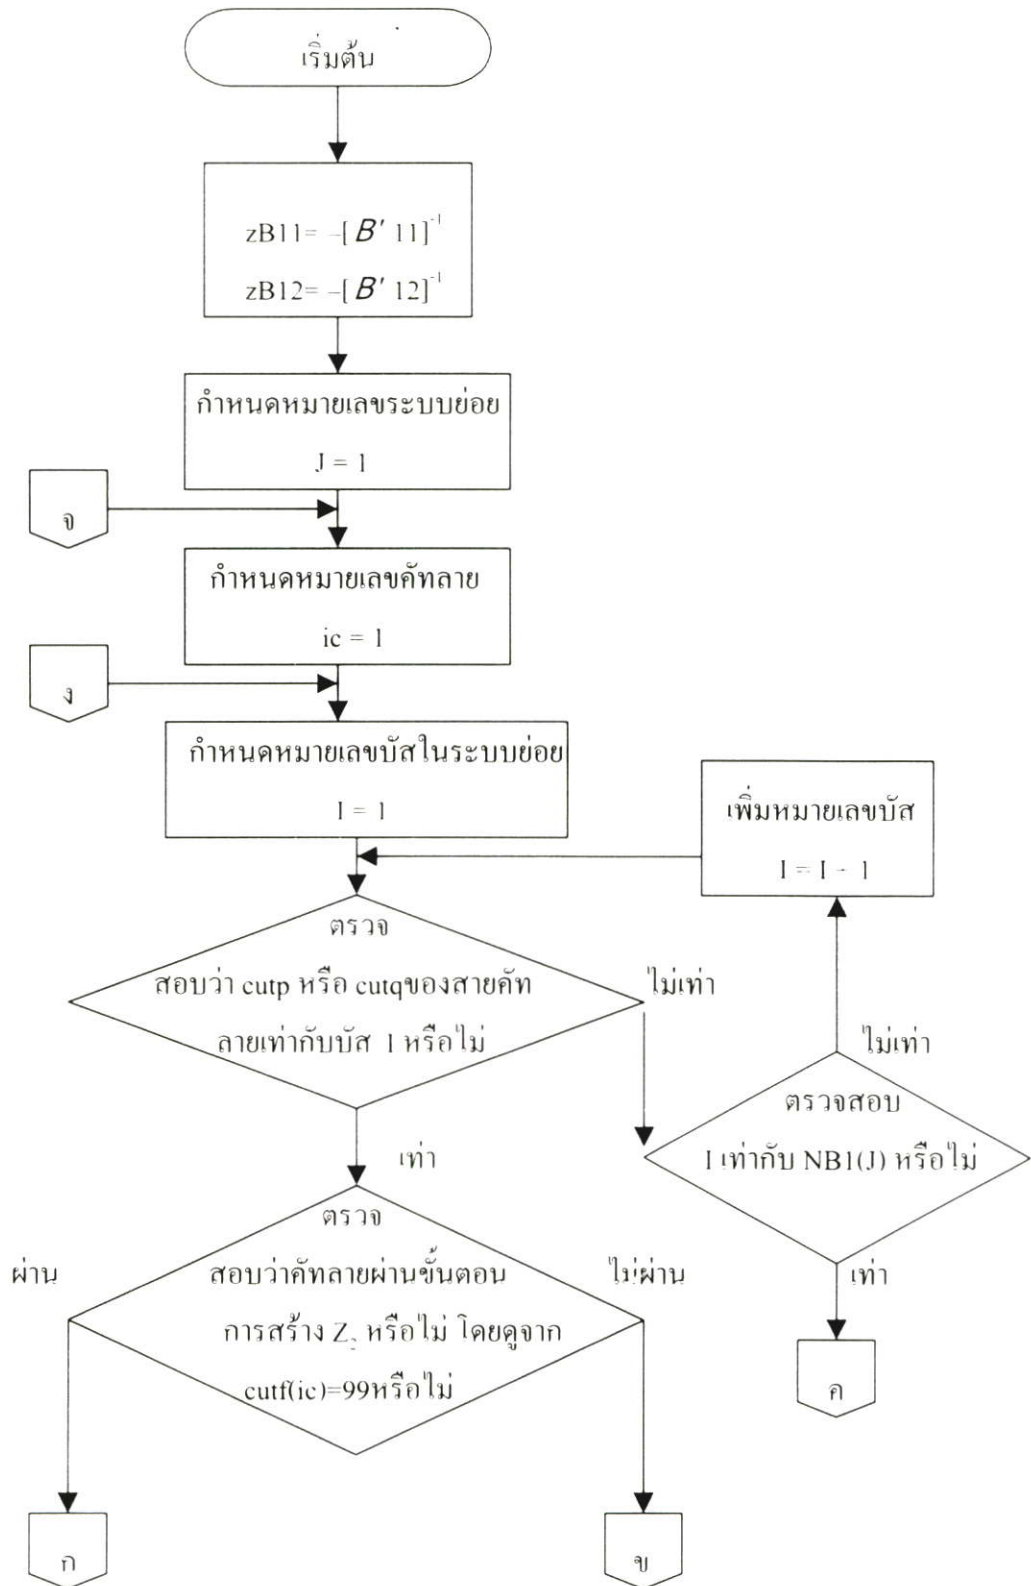 เริ่มต้น
zB11= -[B' 11]⁻¹
zB12= -[B' 12]⁻¹
กำหนดหมายเลขระบบย่อย
J = 1
จ
กำหนดหมายเลขคัทลาย
ic = 1
ง
กำหนดหมายเลขบัสในระบบย่อย
I = 1
เพิ่มหมายเลขบัส
I = I - 1
ตรวจ
สอบว่า cutp หรือ cutqของสายคัท
ลายเท่ากับบัส 1 หรือไม่
ไม่เท่า
ไม่เท่า
ตรวจสอบ
I เท่ากับ NB1(J) หรือไม่
เท่า
เท่า
ตรวจ
สอบว่าคัทลายผ่านขั้นตอน
การสร้าง Z₂ หรือไม่ โดยดูจาก
cutf(ic)=99หรือไม่
ผ่าน
ไม่ผ่าน
ค
ก
ข